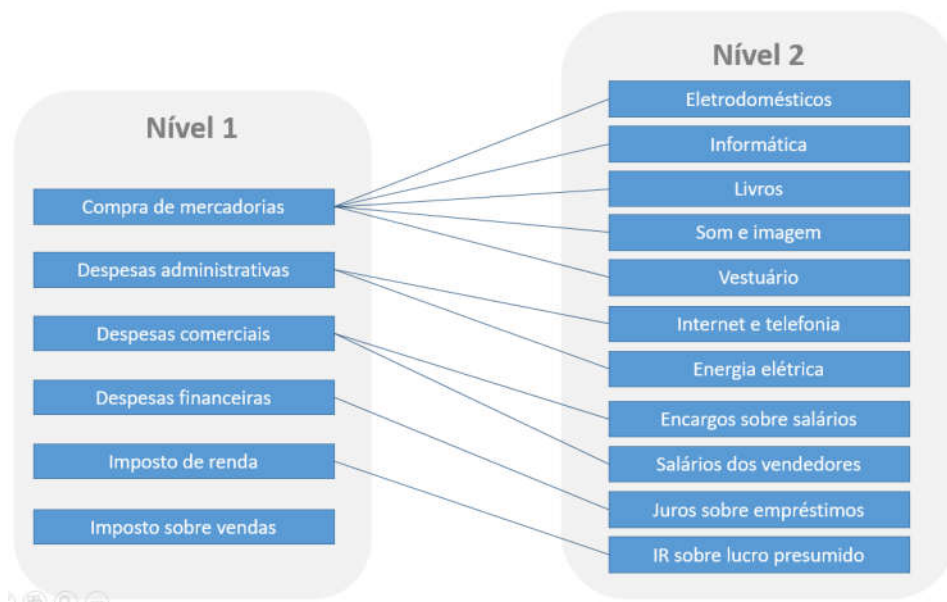 Nível 1
Compra de mercadorias
Despesas administrativas
Despesas comerciais
Despesas financeiras
Imposto de renda
Imposto sobre vendas
Nível 2
Eletrodomésticos
Informática
Livros
Som e imagem
Vestuário
Internet e telefonia
Energia elétrica
Encargos sobre salários
Salários dos vendedores
Juros sobre empréstimos
IR sobre lucro presumido